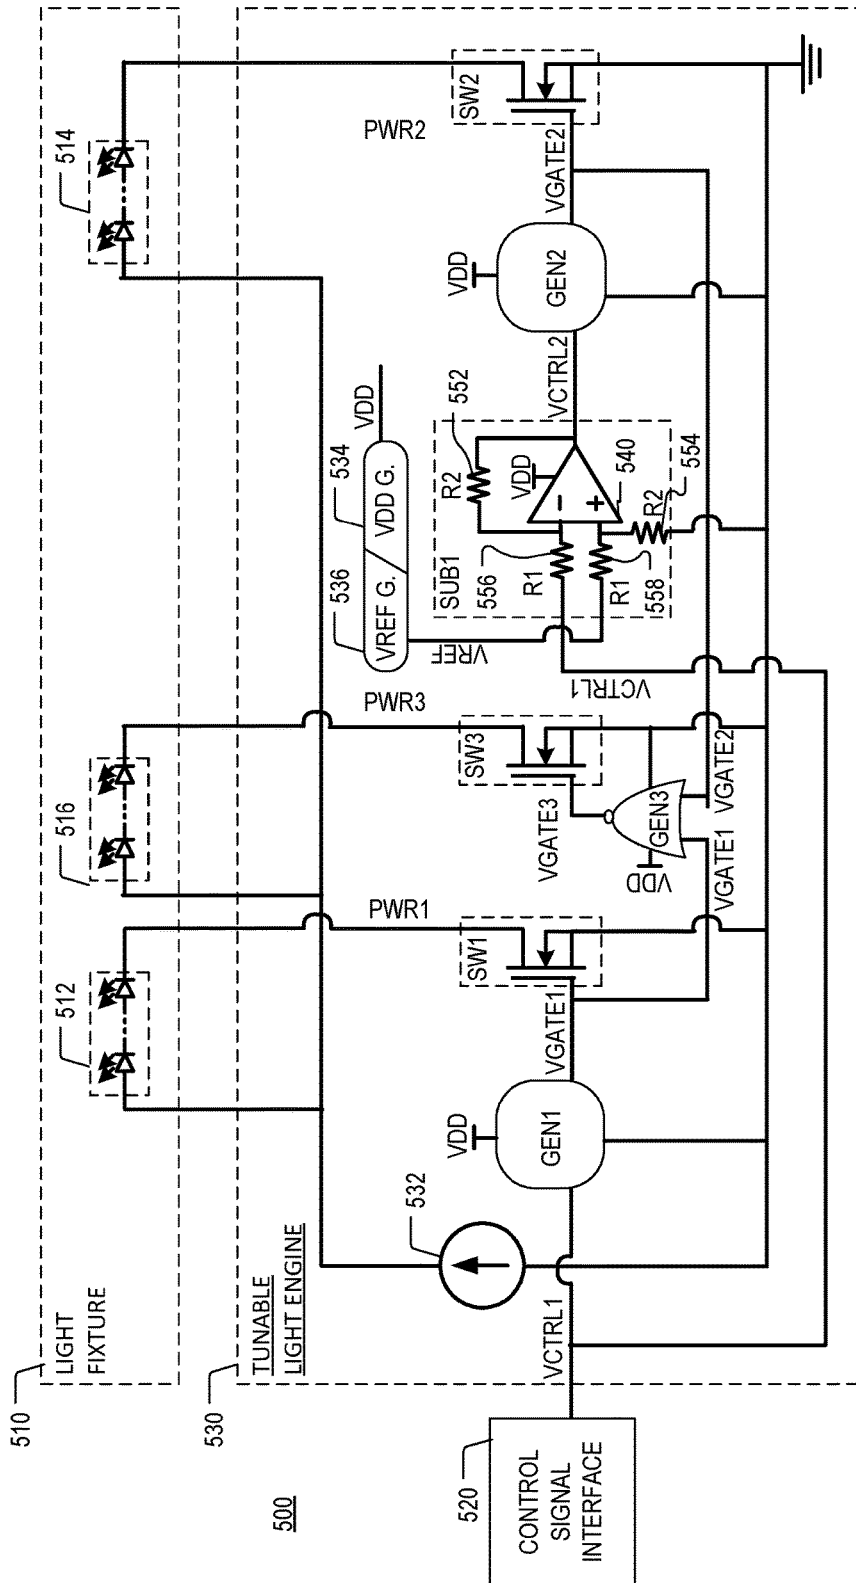 510
LIGHT
FIXTURE
512
516
514
530
TUNABLE
LIGHT ENGINE
500
532
PWR1
PWR3
PWR2
536
534
VREF G.
VDD G.
VDD
VREF
520
CONTROL
SIGNAL
INTERFACE
VCTRL1
VDD
GEN1
VGATE1
SW1
VGATE3
SW3
GEN3
VDD
VGATE1
VGATE2
VCTRL1
SUB1
556
R1
R1
558
R2
552
VDD
540
R2
554
VCTRL2
VDD
GEN2
VGATE2
SW2